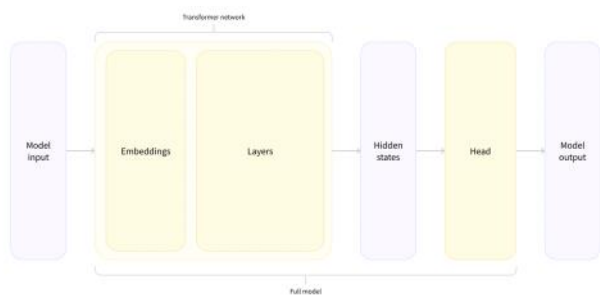 Transformer network
Model
input
Embeddings
Layers
Hidden
states
Head
Model
output
Full model